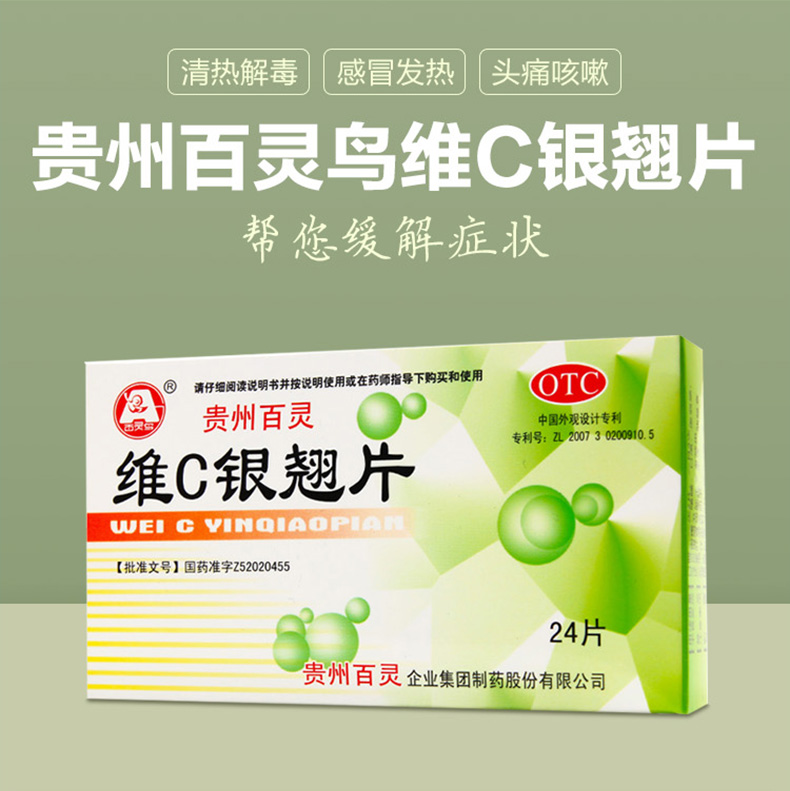 清热解毒 感冒发热 头痛咳嗽
贵州百灵鸟维C银翘片
帮您缓解症状
请仔细阅读说明书并按说明使用或在药师指导下购买和使用
OTC
百灵鸟
®
贵州百灵
中国外观设计专利
专利号：ZL 2007 3 0200910.5
维C银翘片
WEI C YINQIAOPIAN
【批准文号】国药准字Z52020455
24片
贵州百灵 企业集团制药股份有限公司